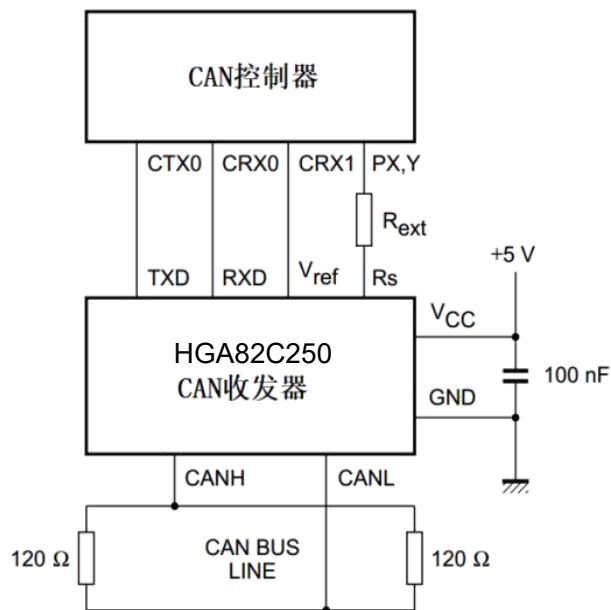 CAN控制器
CTX0 CRX0 CRX1 PX,Y
Rext
+5 V
TXD RXD Vref Rs
VCC
HGA82C250
CAN收发器
100 nF
GND
CANH CANL
120 Ω CAN BUS 120 Ω
LINE